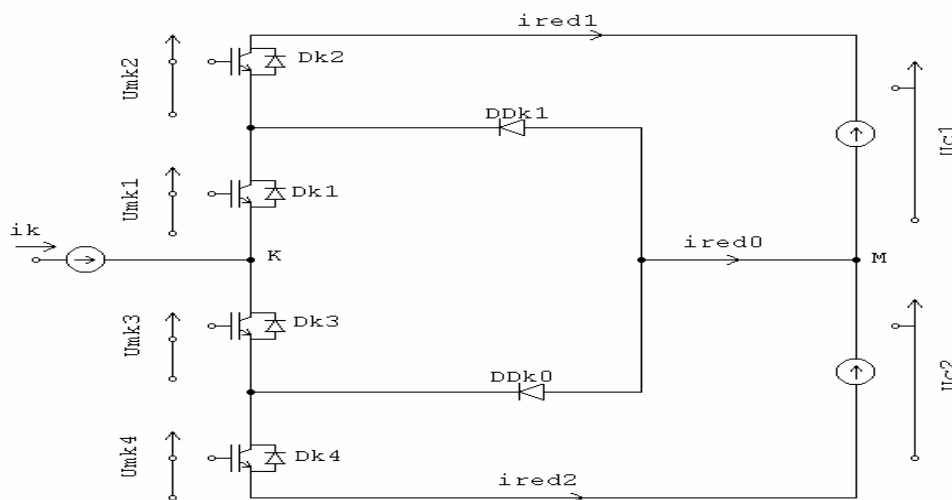 ired1
Umk2
Dk2
DDk1
Uc1
Umk1
Dk1
ik
K
ired0
M
Umk3
Dk3
DDk0
Uc2
Umk4
Dk4
ired2